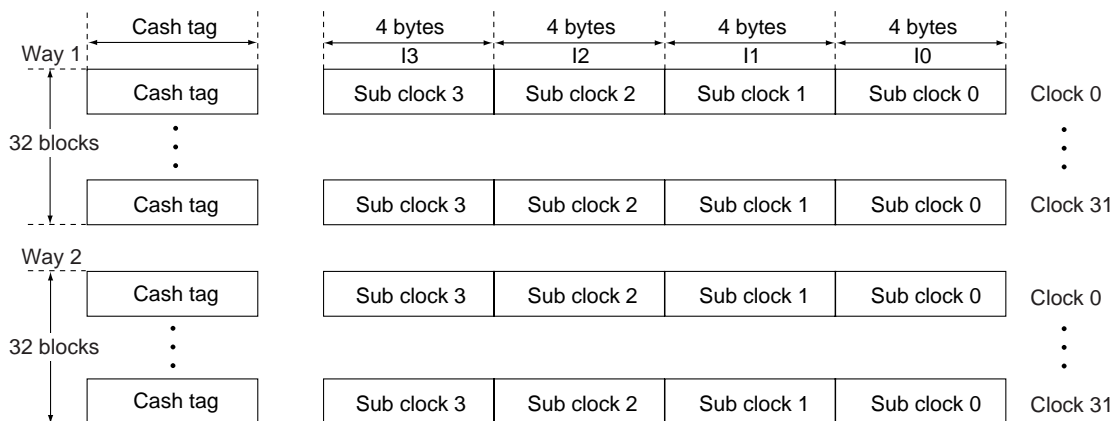 Cash tag 4 bytes 4 bytes 4 bytes 4 bytes
Way 1 I3 I2 I1 I0
Cash tag Sub clock 3 Sub clock 2 Sub clock 1 Sub clock 0 Clock 0
32 blocks
Cash tag Sub clock 3 Sub clock 2 Sub clock 1 Sub clock 0 Clock 31
Way 2
Cash tag Sub clock 3 Sub clock 2 Sub clock 1 Sub clock 0 Clock 0
32 blocks
Cash tag Sub clock 3 Sub clock 2 Sub clock 1 Sub clock 0 Clock 31